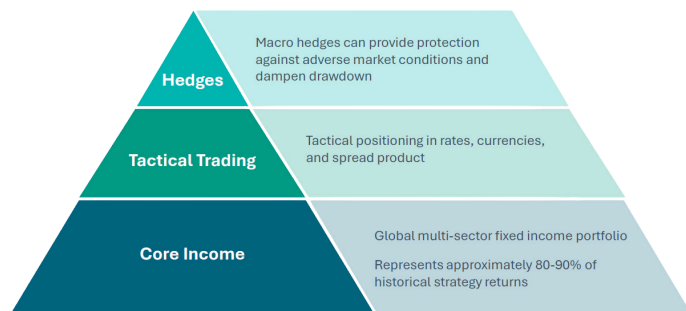 Hedges
Macro hedges can provide protection
against adverse market conditions and
dampen drawdown
Tactical Trading
Tactical positioning in rates, currencies,
and spread product
Core Income
Global multi-sector fixed income portfolio
Represents approximately 80-90% of
historical strategy returns